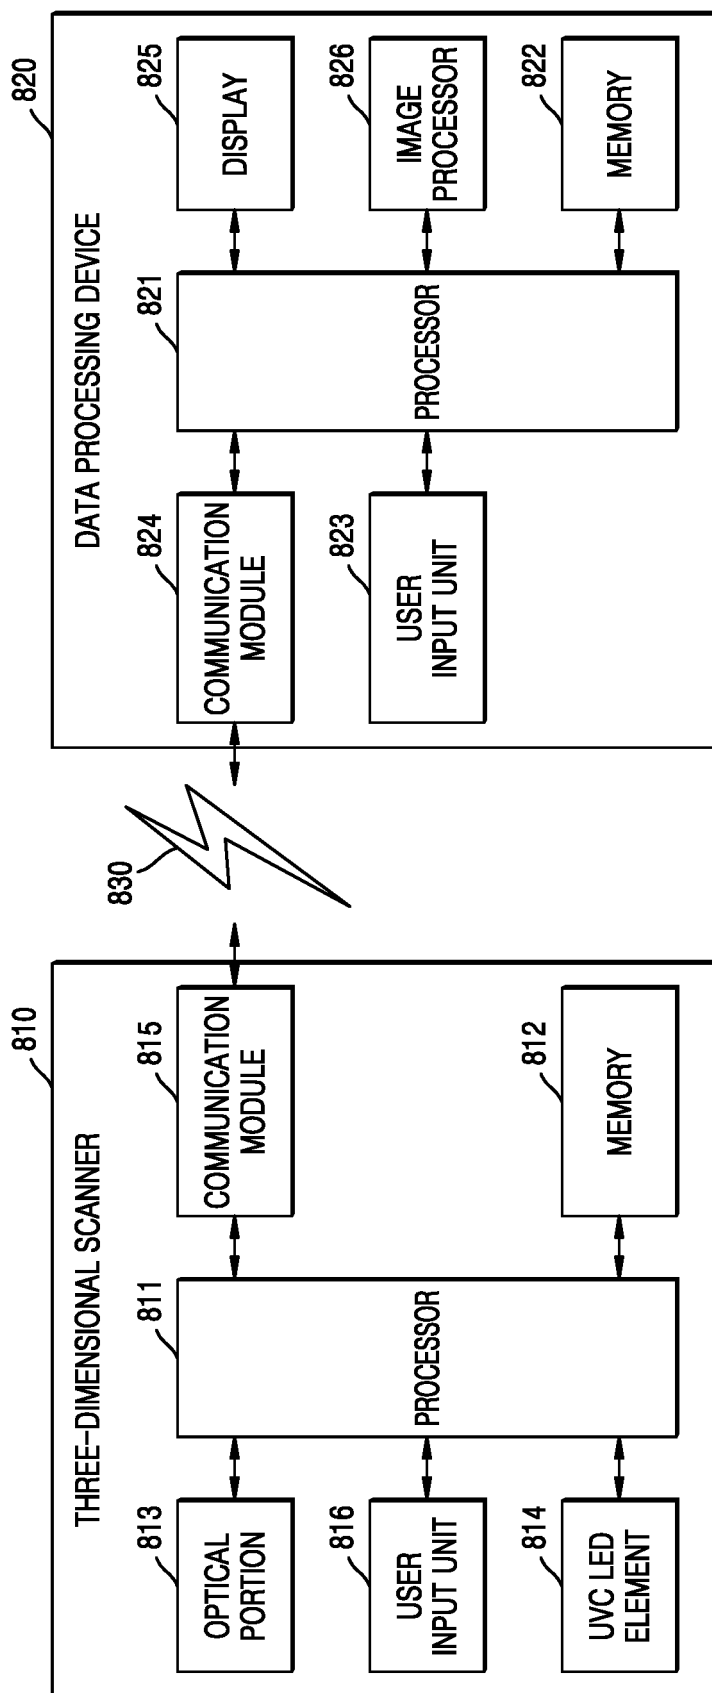 810
THREE-DIMENSIONAL SCANNER
813
OPTICAL
PORTION
816
USER
INPUT UNIT
814
UVC LED
ELEMENT
811
PROCESSOR
815
COMMUNICATION
MODULE
812
MEMORY
830
820
DATA PROCESSING DEVICE
824
COMMUNICATION
MODULE
823
USER
INPUT UNIT
821
PROCESSOR
825
DISPLAY
826
IMAGE
PROCESSOR
822
MEMORY